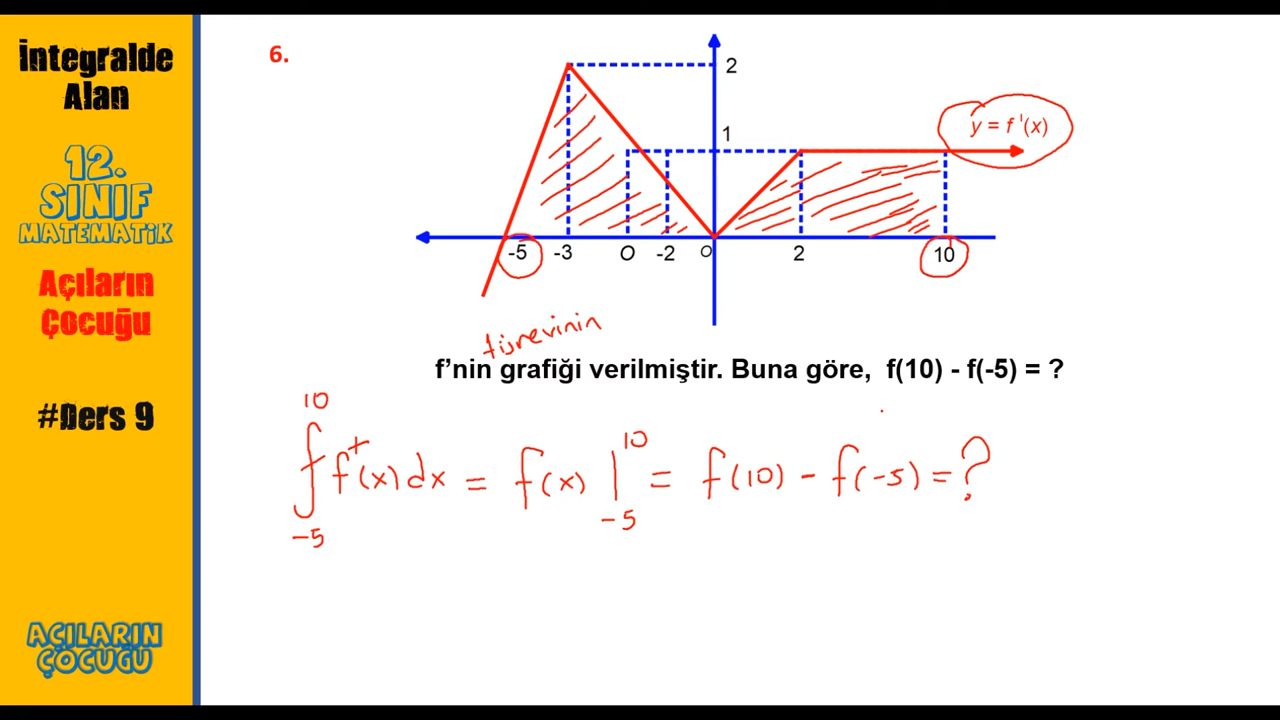 İntegralde
Alan
12.
SINIF
MATEMATİK
Açıların
Çocuğu
#Ders 9
AÇILARIN
ÇOCUĞU
6.
2
1
y = f '(x)
-5 -3 O -2 O 2 10
türevinin
f'nin grafiği verilmiştir. Buna göre, f(10) - f(-5) = ?
10
∫ f'(x) dx = f(x) | 10 = f(10) - f(-5) = ?
-5 -5